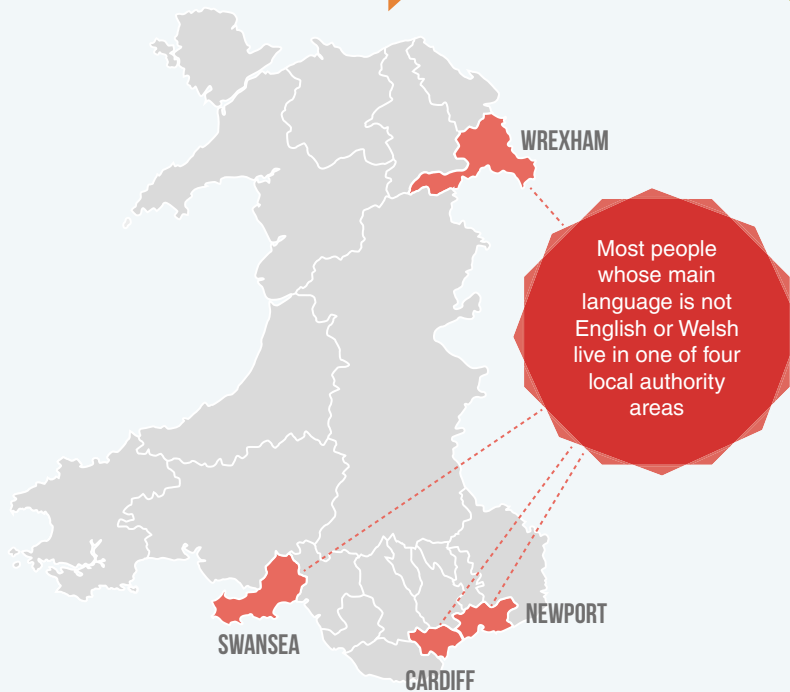 WREXHAM
Most people
whose main
language is not
English or Welsh
live in one of four
local authority
areas
NEWPORT
SWANSEA
CARDIFF